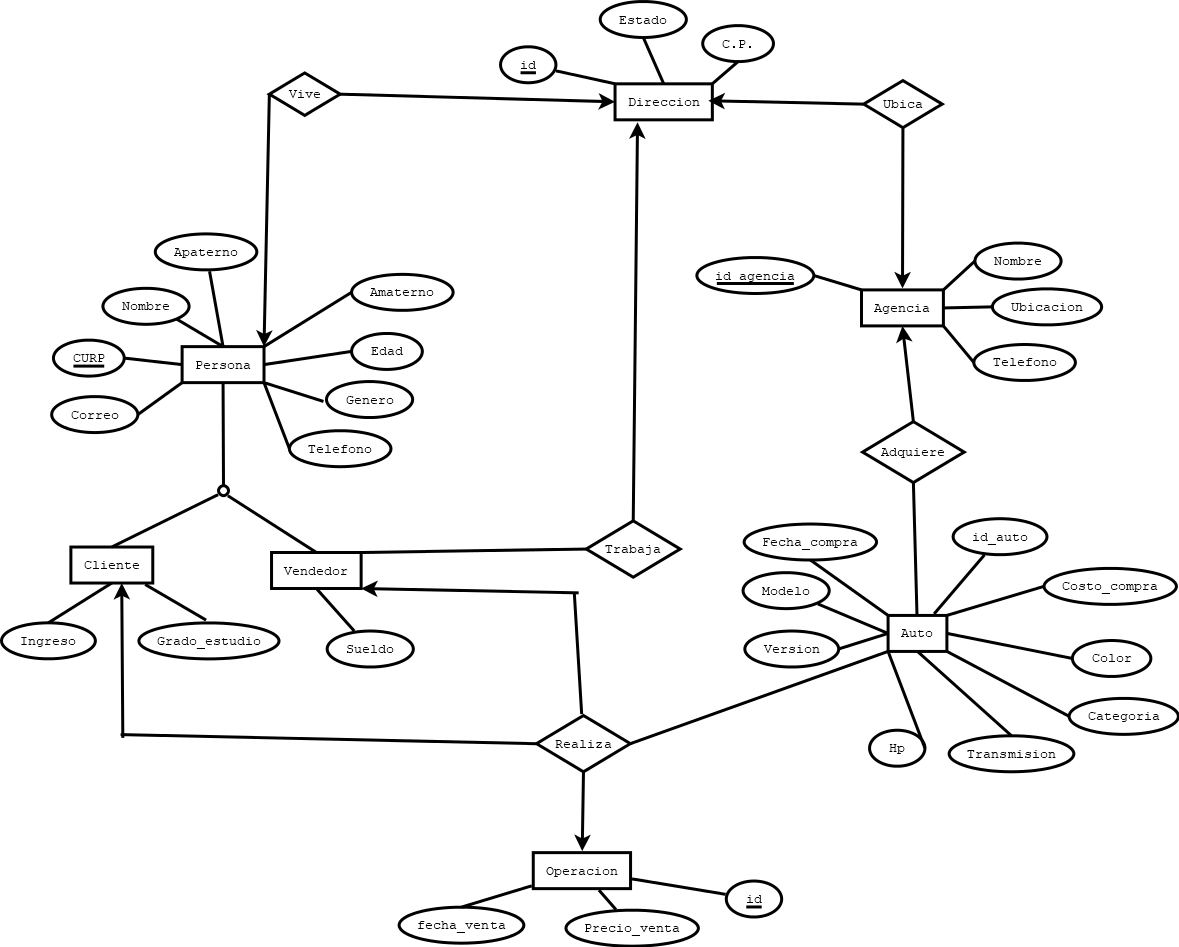 Estado
C.P.
id
Vive
Direccion
Ubica
Apaterno
Nombre
id_agencia
Amaterno
Nombre
Ubicacion
Agencia
Edad
CURP
Persona
Telefono
Genero
Correo
Telefono
Adquiere
id_auto
Fecha_compra
Trabaja
Cliente
Vendedor
Costo_compra
Modelo
Auto
Ingreso
Grado_estudio
Sueldo
Version
Color
Categoria
Realiza
Hp
Transmision
Operacion
id
fecha_venta
Precio_venta